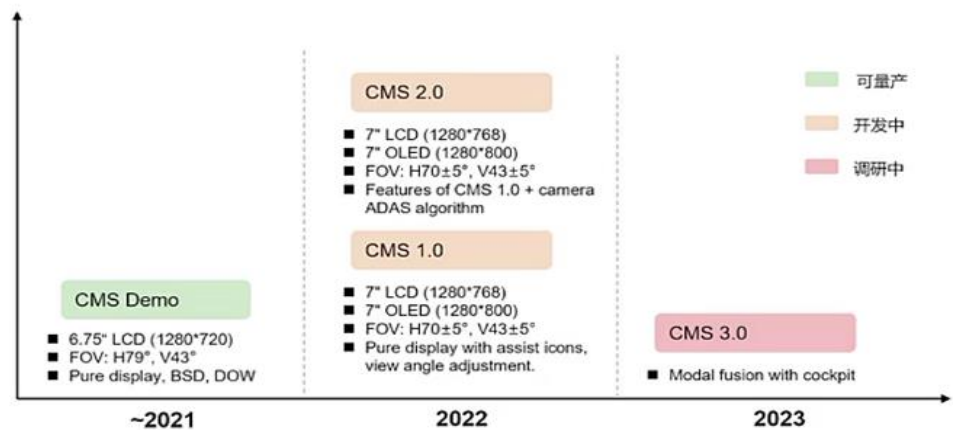 CMS 2.0
■ 7" LCD (1280*768)
■ 7" OLED (1280*800)
■ FOV: H70±5°, V43±5°
■ Features of CMS 1.0 + camera
ADAS algorithm
CMS 1.0
■ 7" LCD (1280*768)
■ 7" OLED (1280*800)
■ FOV: H70±5°, V43±5°
■ Pure display with assist icons,
view angle adjustment.
CMS Demo
■ 6.75“ LCD (1280*720)
■ FOV: H79°, V43°
■ Pure display, BSD, DOW
CMS 3.0
■ Modal fusion with cockpit
可量产
开发中
调研中
~2021
2022
2023